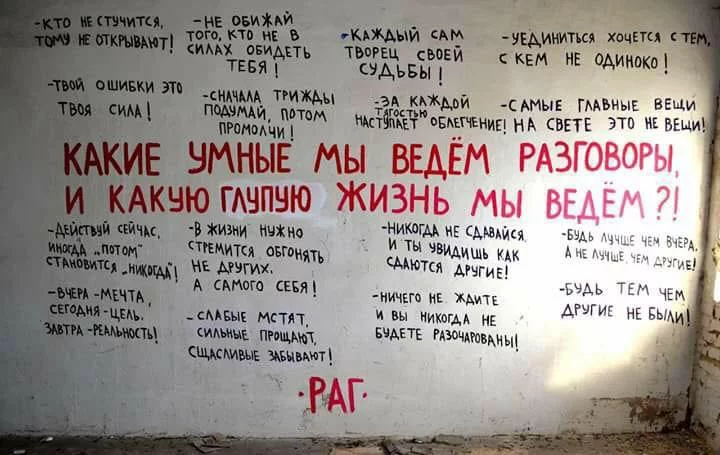 -КТО НЕ СТУЧИТСЯ,
ТОМУ НЕ ОТКРЫВАЮТ!
-НЕ ОБИЖАЙ
ТОГО, КТО НЕ В
СИЛАХ ОБИДЕТЬ
ТЕБЯ!
-КАЖДЫЙ САМ
ТВОРЕЦ СВОЕЙ
СУДЬБЫ!
-УЕДИНИТЬСЯ ХОЧЕТСЯ С ТЕМ,
С КЕМ НЕ ОДИНОКО!
-ТВОЙ ОШИБКИ ЭТО
ТВОЯ СИЛА!
-СНАЧАЛА ТРИЖДЫ
ПОДУМАЙ, ПОТОМ
ПРОМОЛЧИ!
-ЗА КАЖДОЙ
ТЯГОСТЬЮ
НАСТУПАЕТ ОБЛЕГЧЕНИЕ!
-САМЫЕ ГЛАВНЫЕ ВЕЩИ
НА СВЕТЕ ЭТО НЕ ВЕЩИ!
КАКИЕ УМНЫЕ МЫ ВЕДЁМ РАЗГОВОРЫ,
И КАКУЮ ГЛУПУЮ ЖИЗНЬ МЫ ВЕДЁМ?!
-ДЕЙСТВУЙ СЕЙЧАС,
ИНОГДА „ПОТОМ"
СТАНОВИТСЯ „НИКОГДА"!
-В ЖИЗНИ НУЖНО
СТРЕМИТСЯ ОБГОНЯТЬ
НЕ ДРУГИХ,
А САМОГО СЕБЯ!
-НИКОГДА НЕ СДАВАЙСЯ,
И ТЫ УВИДИШЬ КАК
СДАЮТСЯ ДРУГИЕ!
-БУДЬ ЛУЧШЕ ЧЕМ ВЧЕРА,
А НЕ ЛУЧШЕ, ЧЕМ ДРУГИЕ!
-ВЧЕРА -МЕЧТА,
СЕГОДНЯ -ЦЕЛЬ,
ЗАВТРА -РЕАЛЬНОСТЬ!
-СЛАБЫЕ МСТЯТ,
СИЛЬНЫЕ ПРОЩАЮТ,
СЩАСЛИВЫЕ ЗАБЫВАЮТ!
-НИЧЕГО НЕ ЖДИТЕ
И ВЫ НИКОГДА НЕ
БУДЕТЕ РАЗОЧАРОВАНЫ!
-БУДЬ ТЕМ ЧЕМ
ДРУГИЕ НЕ БЫЛИ!
·РАГ·